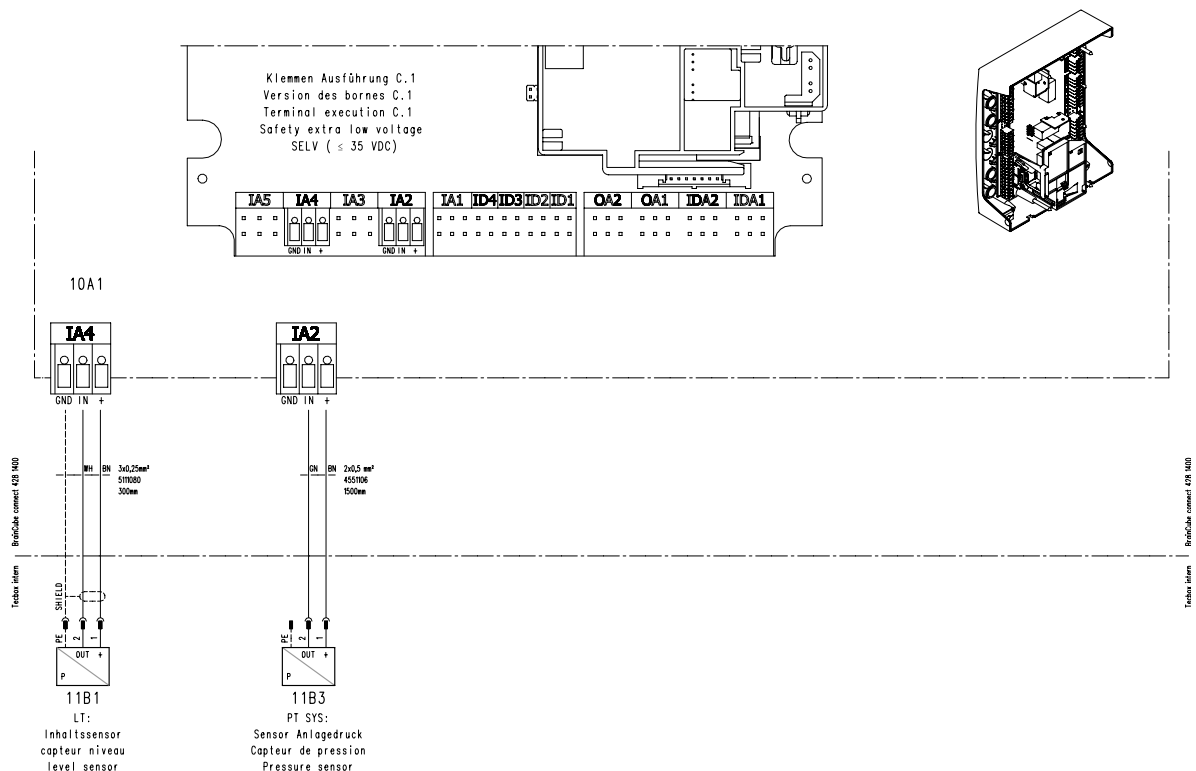 Klemmen Ausführung C.1
Version des bornes C.1
Terminal execution C.1
Safety extra low voltage
SELV ( ≤ 35 VDC)
IA5 IA4 IA3 IA2 IA1 ID4 ID3 ID2 ID1 OA2 OA1 IDA2 IDA1
GND IN + GND IN +
10A1
IA4 IA2
GND IN + GND IN +
WH BN 3x0,25mm²
5111080
300mm
GN BN 2x0,5 mm²
4551106
1500mm
BrainCube connect 428 1400
Tecbox intern
BrainCube connect 428 1400
Tecbox intern
SHIELD
PE 2 1
OUT +
P
11B1
LT:
Inhaltssensor
capteur niveau
level sensor
PE 2 1
OUT +
P
11B3
PT SYS:
Sensor Anlagedruck
Capteur de pression
Pressure sensor